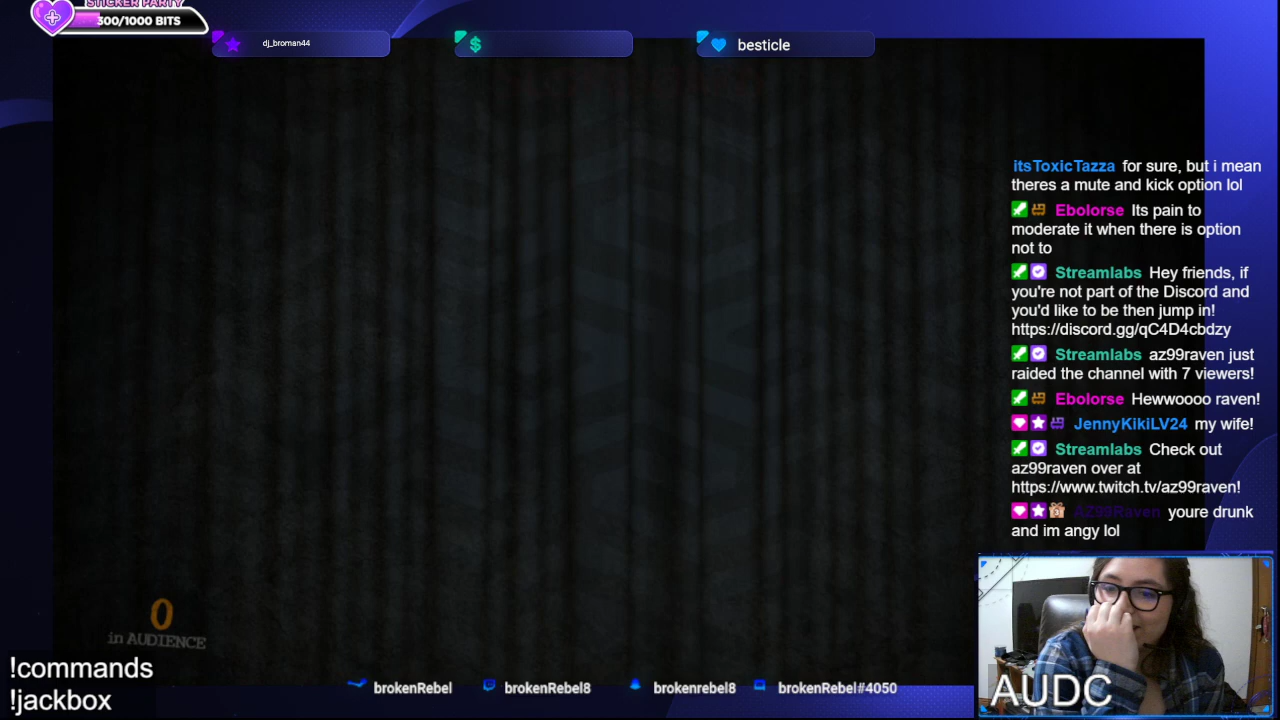 STICKER PARTY
300/1000 BITS
dj_broman44
$
besticle
itsToxicTazza for sure, but i mean
theres a mute and kick option lol
Ebolorse Its pain to
moderate it when there is option
not to
Streamlabs Hey friends, if
you're not part of the Discord and
you'd like to be then jump in!
https://discord.gg/qC4D4cbdzy
Streamlabs az99raven just
raided the channel with 7 viewers!
Ebolorse Hewwoooo raven!
JennyKikiLV24 my wife!
Streamlabs Check out
az99raven over at
https://www.twitch.tv/az99raven!
AZ99Raven youre drunk
and im angy lol
0
in AUDIENCE
!commands
!jackbox
brokenRebel
brokenRebel8
brokenrebel8
brokenRebel#4050
AUDC